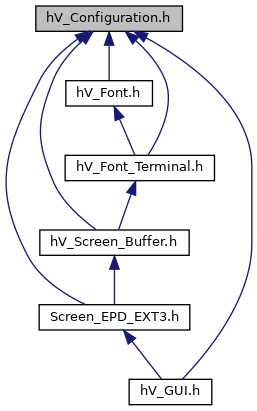 hV_Configuration.h
hV_Font.h
hV_Font_Terminal.h
hV_Screen_Buffer.h
Screen_EPD_EXT3.h
hV_GUI.h